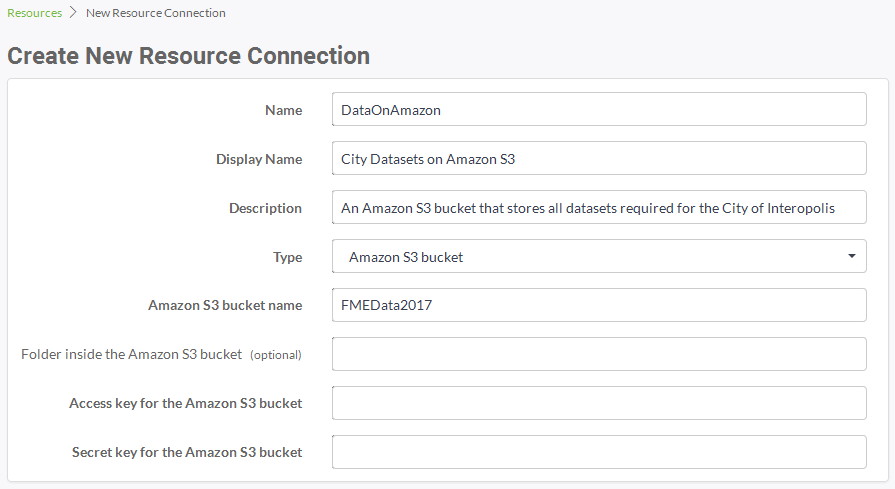 Resources > New Resource Connection
Create New Resource Connection
Name DataOnAmazon
Display Name City Datasets on Amazon S3
Description An Amazon S3 bucket that stores all datasets required for the City of Interopolis
Type Amazon S3 bucket
Amazon S3 bucket name FMEData2017
Folder inside the Amazon S3 bucket (optional)
Access key for the Amazon S3 bucket
Secret key for the Amazon S3 bucket